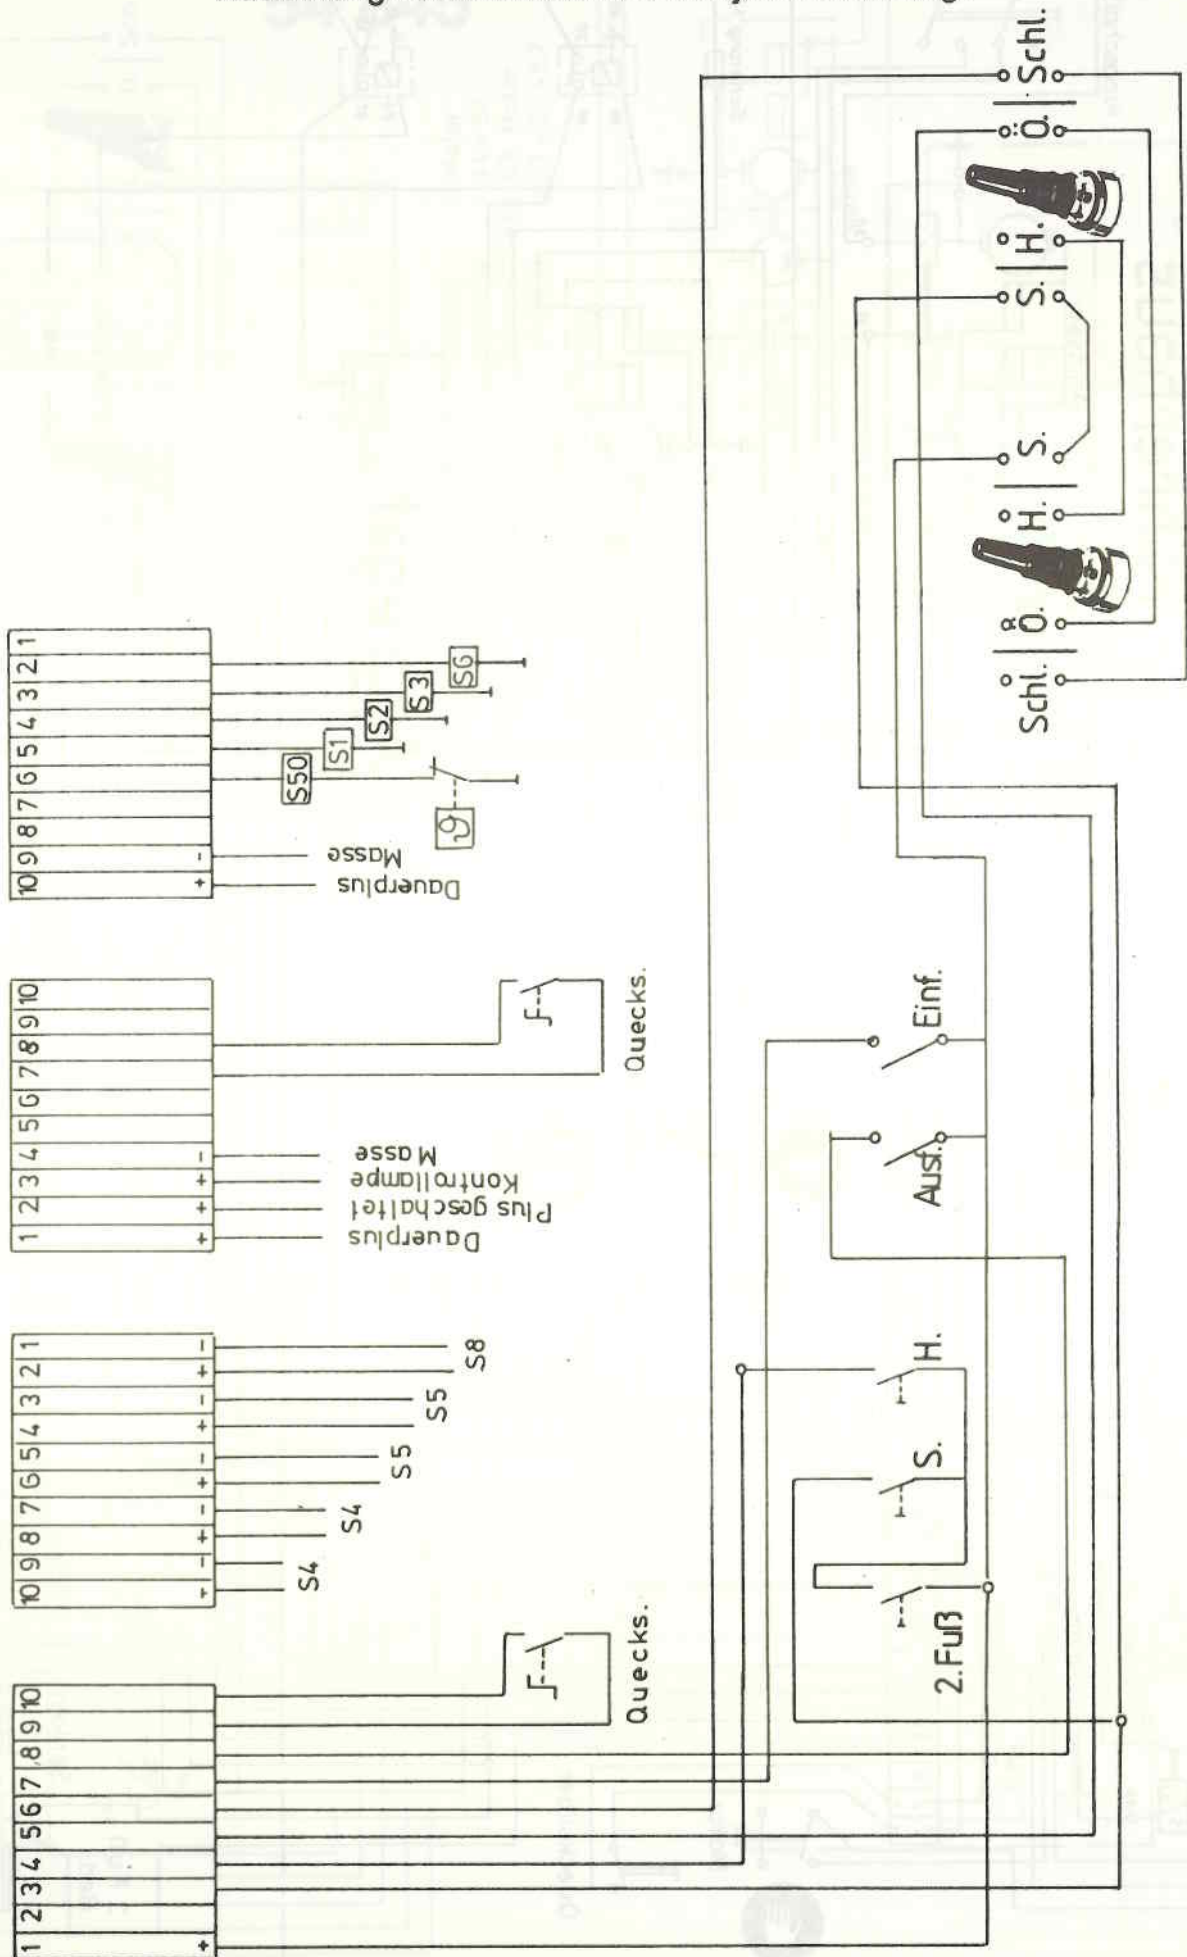 Schl.
Ö.
H.
S.
S.
H.
Ö.
Schl.
10 9 8 7 6 5 4 3 2 1
+ -
Dauerplus
Masse
S50
S1
S2
S3
SG
ϑ
1 2 3 4 5 6 7 8 9 10
+ + + -
Dauerplus
Plus geschaltet
Kontrollampe
Masse
Quecks.
10 9 8 7 6 5 4 3 2 1
+ - + - + - + - + -
S4
S4
S5
S5
S8
1 2 3 4 5 6 7 8 9 10
+
Quecks.
2.Fuß
S.
H.
Ausf.
Einf.